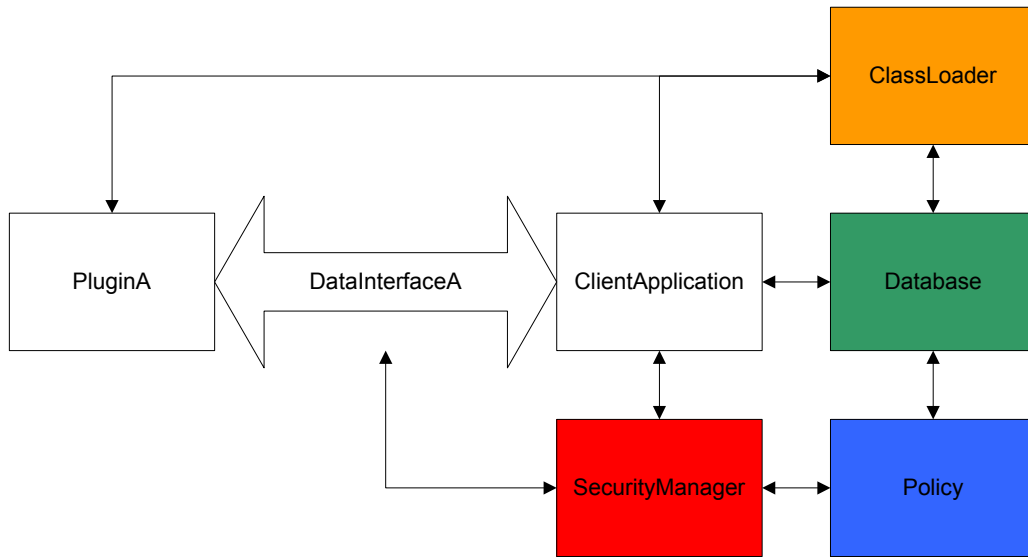 ClassLoader
PluginA
DataInterfaceA
ClientApplication
Database
SecurityManager
Policy